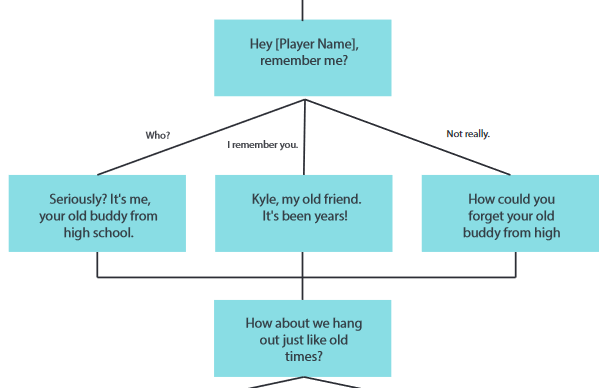 Hey [Player Name],
remember me?
Who?
I remember you.
Not really.
Seriously? It's me,
your old buddy from
high school.
Kyle, my old friend.
It's been years!
How could you
forget your old
buddy from high
How about we hang
out just like old
times?